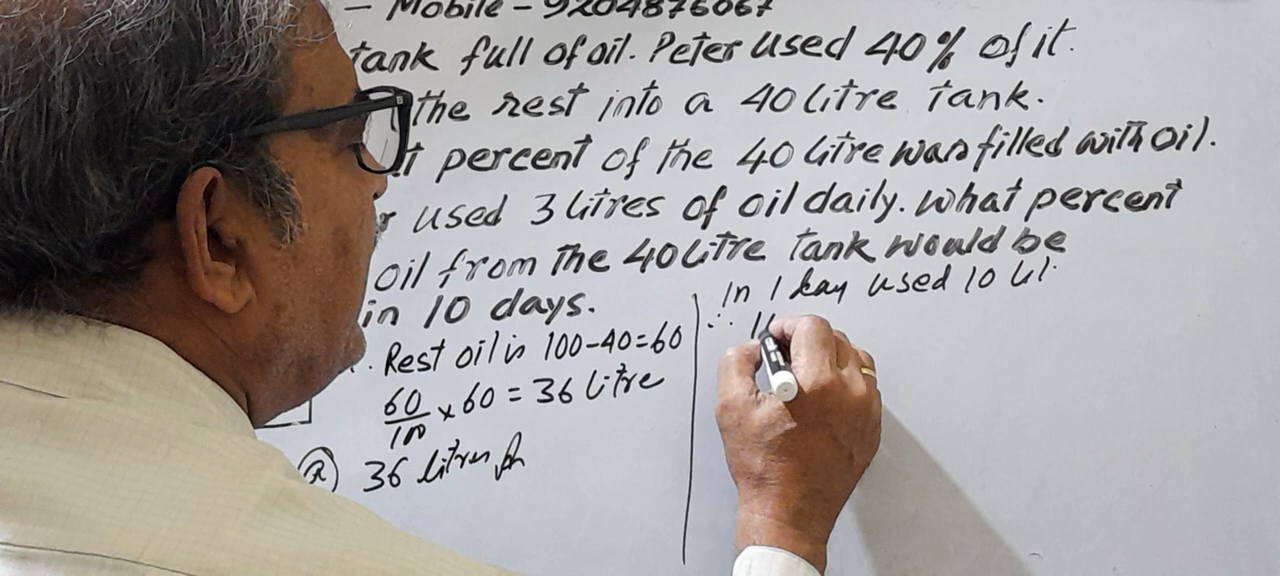 – Mobile – 9204876067
tank full of oil. Peter used 40% of it.
the rest into a 40 litre tank.
t percent of the 40 litre was filled with oil.
r used 3 litres of oil daily. What percent
oil from the 40 litre tank would be
in 10 days.
Rest oil is 100-40=60
60/100 × 60 = 36 litre
(a) 36 litres
In 1 kay used 10 lit.
∴ 1